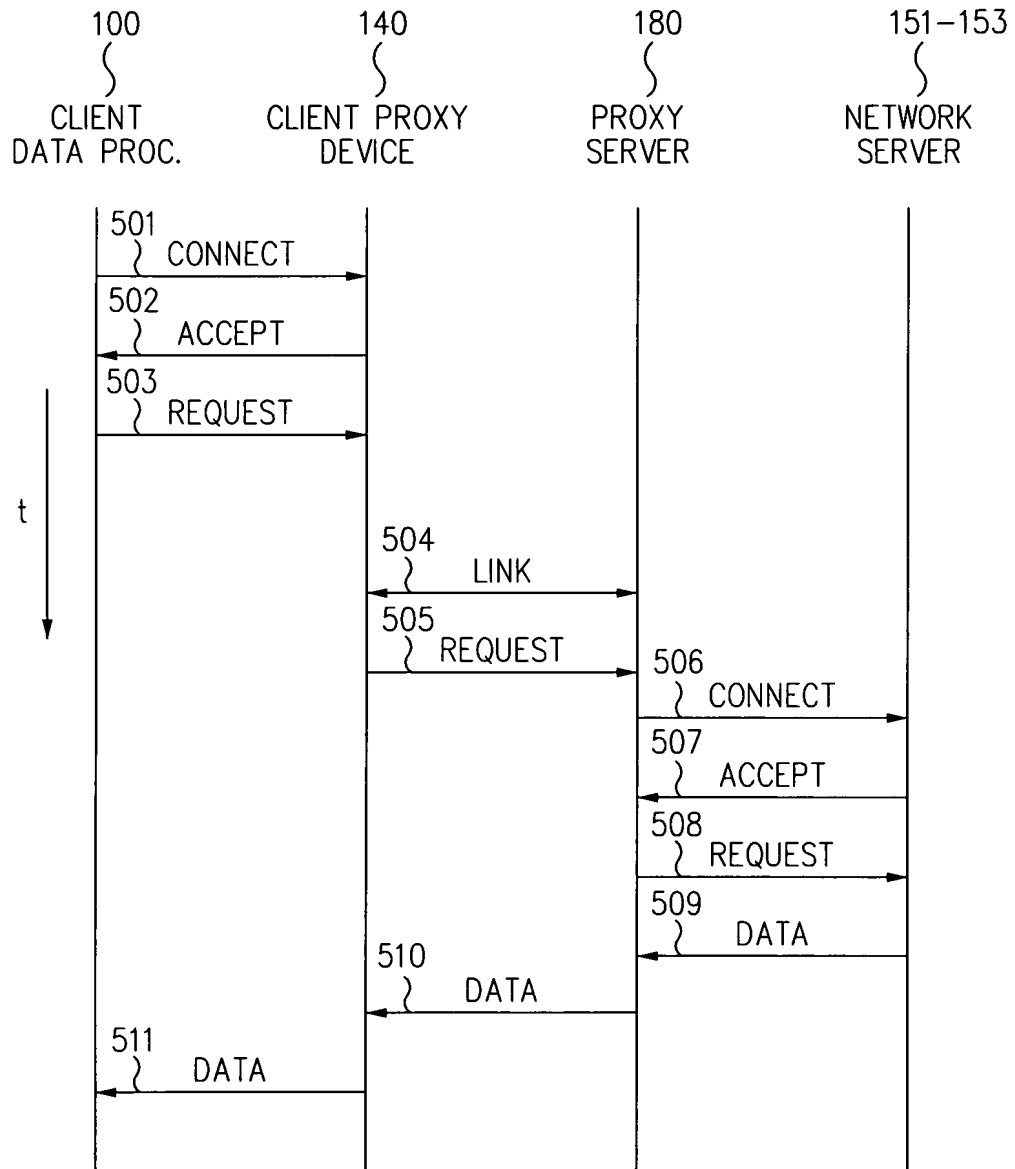 100
140
180
151-153
CLIENT
DATA PROC.
CLIENT PROXY
DEVICE
PROXY
SERVER
NETWORK
SERVER
501
CONNECT
502
ACCEPT
503
REQUEST
t
504
LINK
505
REQUEST
506
CONNECT
507
ACCEPT
508
REQUEST
509
DATA
510
DATA
511
DATA